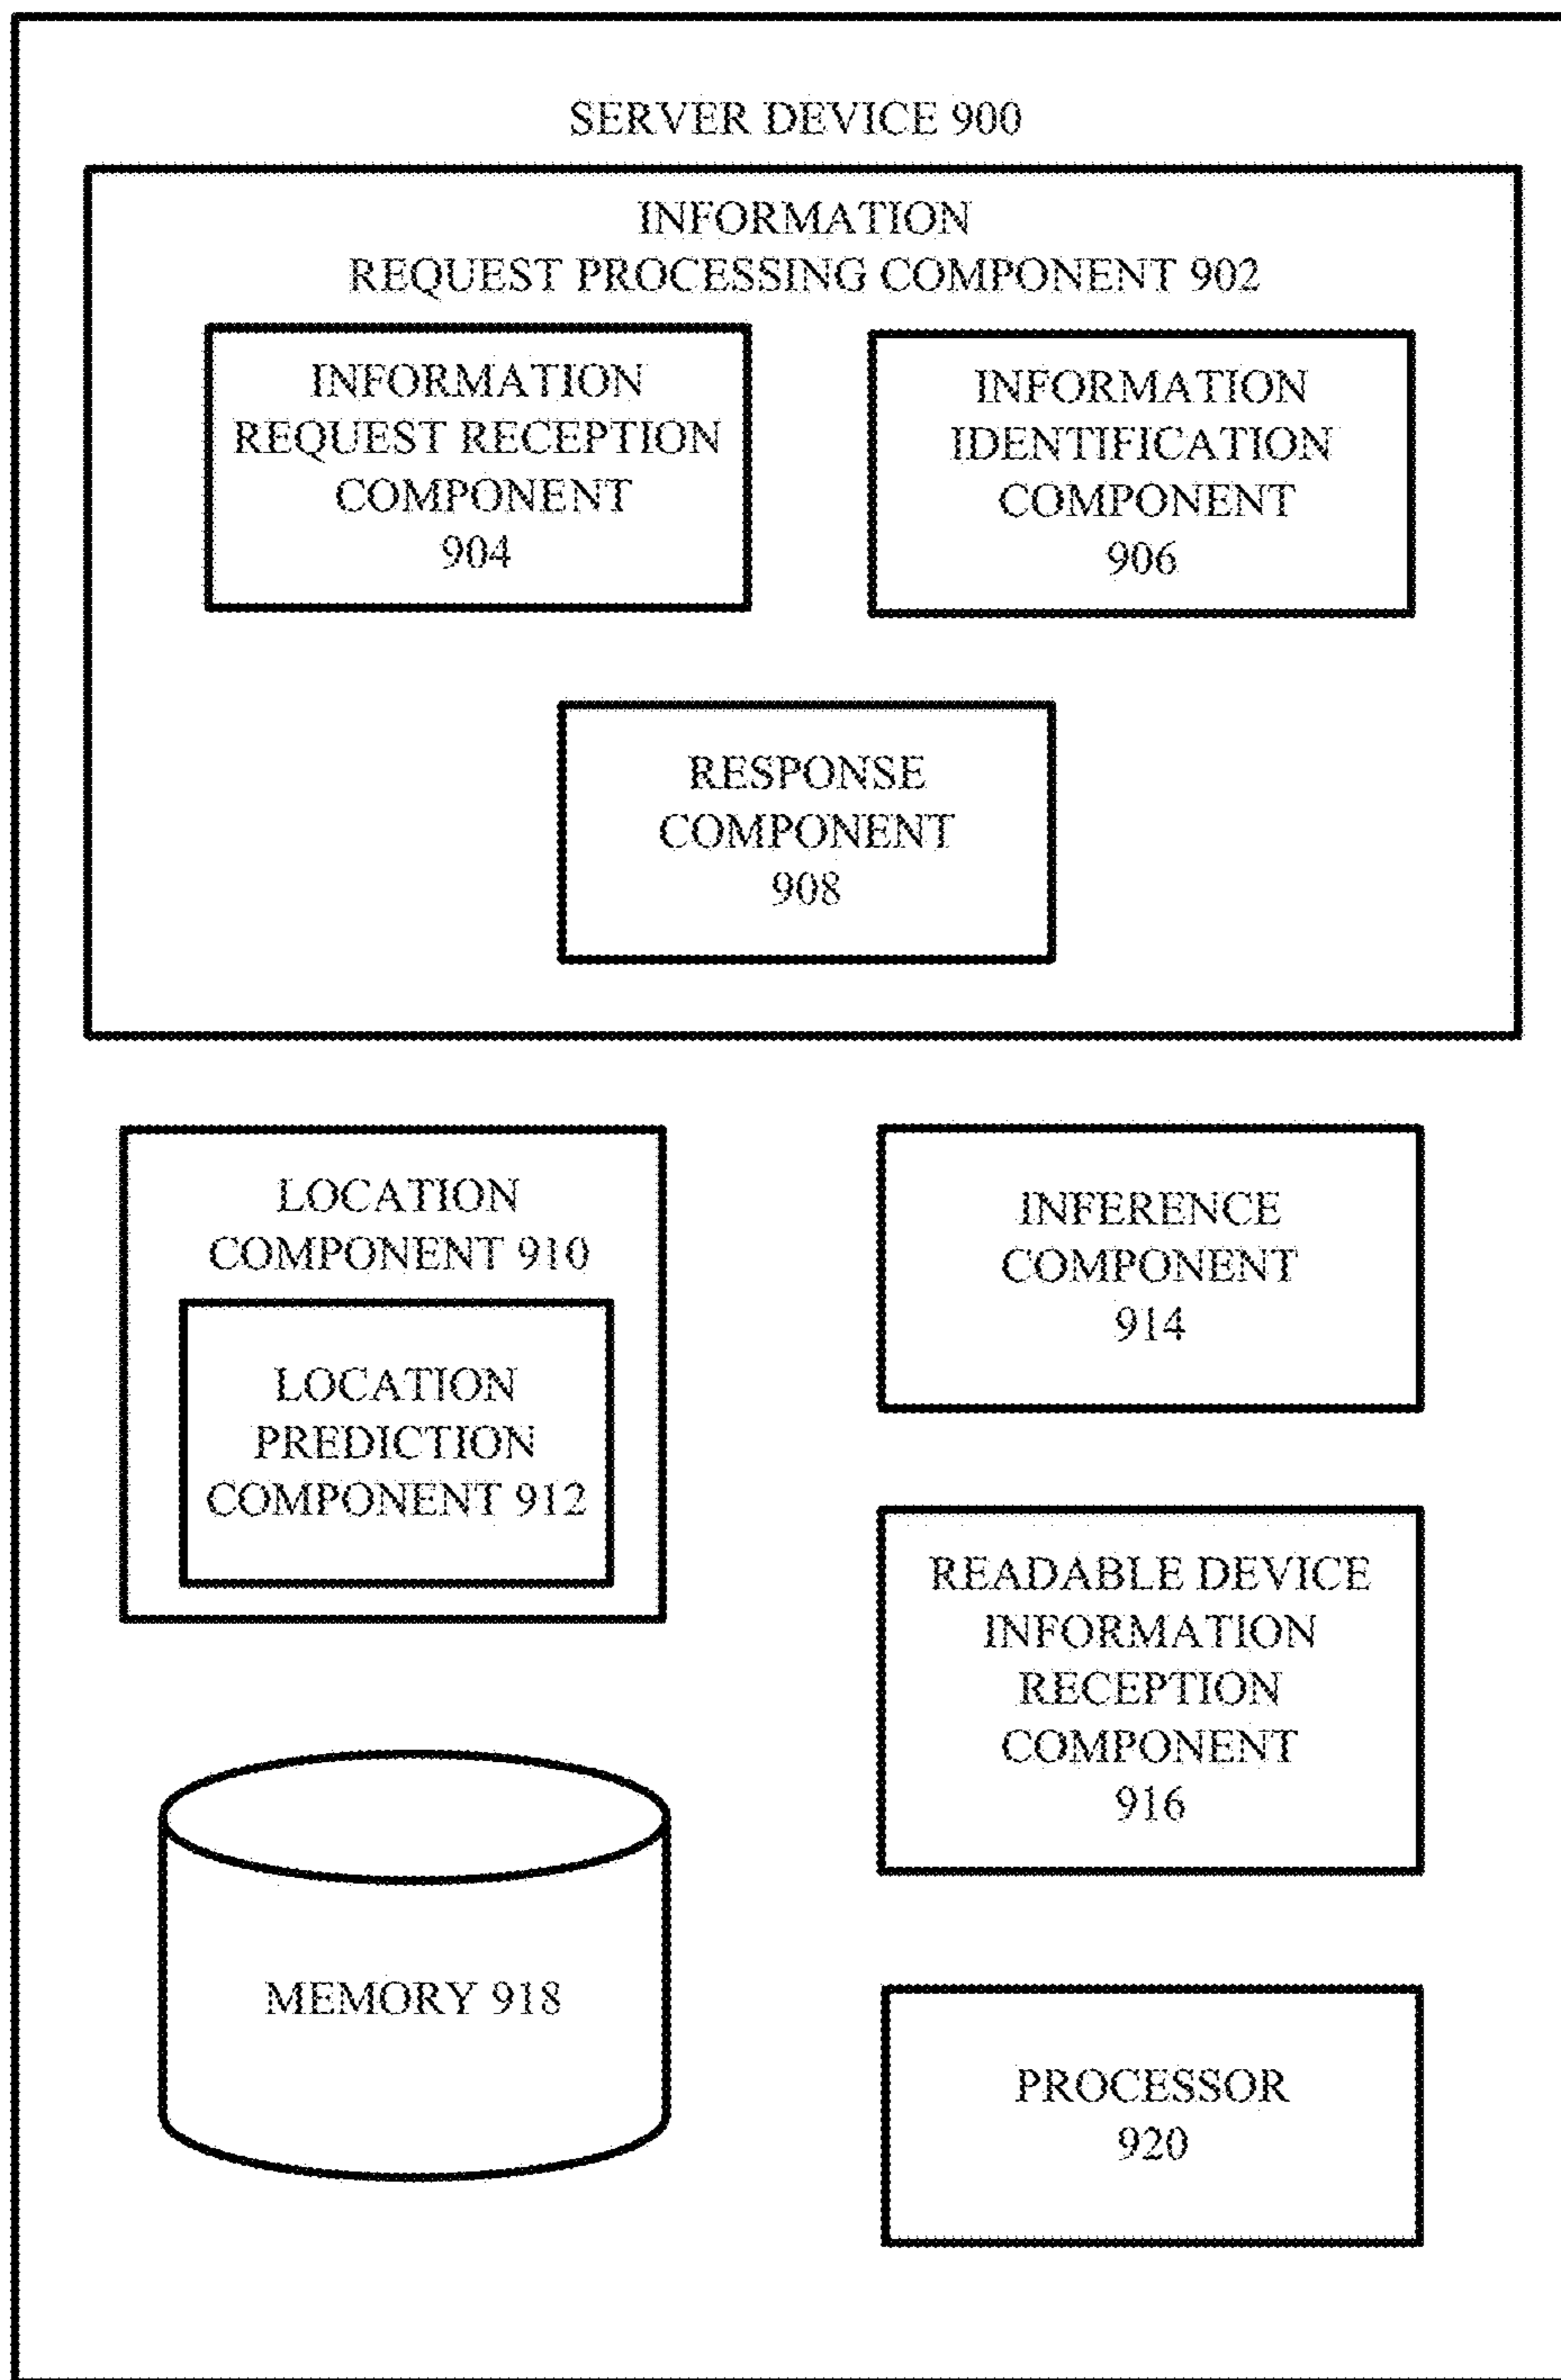 SERVER DEVICE 900
INFORMATION
REQUEST PROCESSING COMPONENT 902
INFORMATION
REQUEST RECEPTION
COMPONENT
904
INFORMATION
IDENTIFICATION
COMPONENT
906
RESPONSE
COMPONENT
908
LOCATION
COMPONENT 910
LOCATION
PREDICTION
COMPONENT 912
INFERENCE
COMPONENT
914
READABLE DEVICE
INFORMATION
RECEPTION
COMPONENT
916
MEMORY 918
PROCESSOR
920